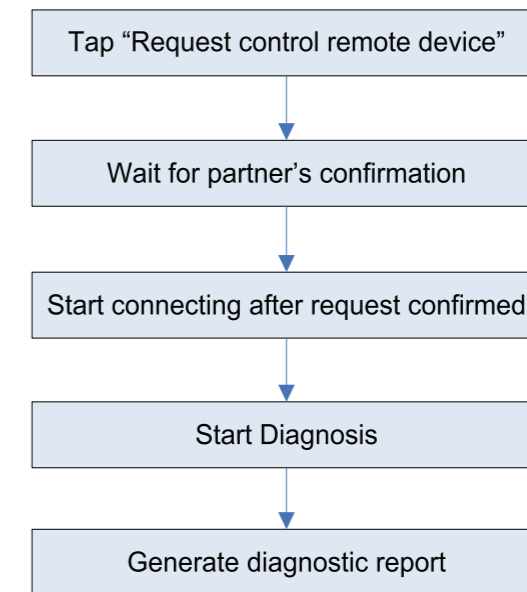 Tap “Request control remote device”
Wait for partner’s confirmation
Start connecting after request confirmed
Start Diagnosis
Generate diagnostic report